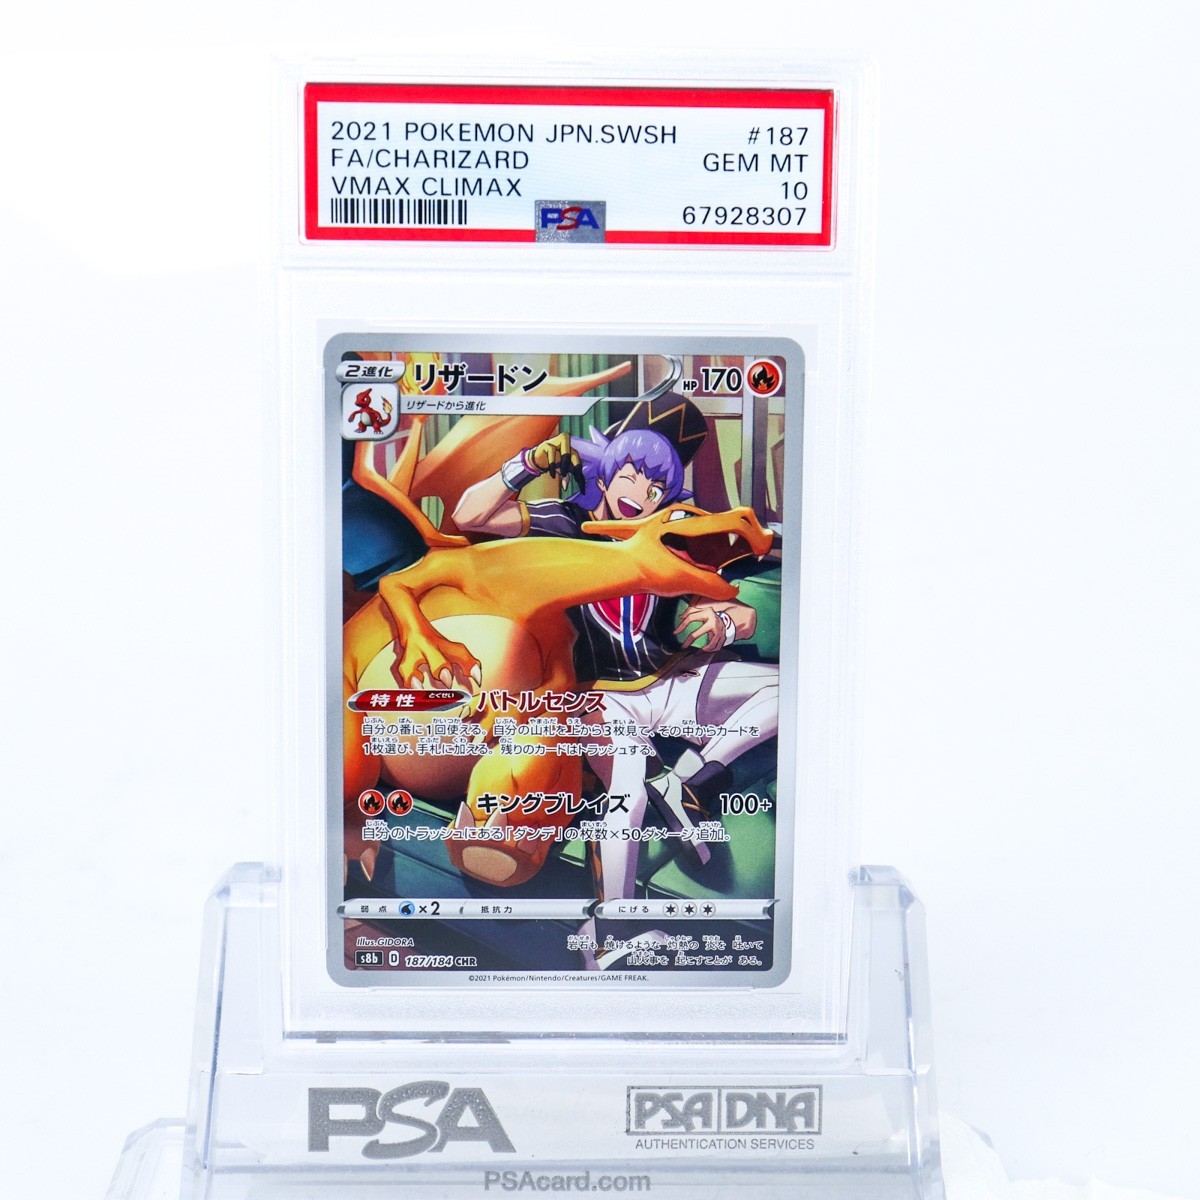 2021 POKEMON JPN.SWSH #187
FA/CHARIZARD GEM MT
VMAX CLIMAX 10
PSA 67928307
2進化 リザードン HP170
リザードから進化
特性 とくせい バトルセンス
自分の番に1回使える。自分の山札を上から3枚見て、その中からカードを
1枚選び、手札に加える。残りのカードはトラッシュする。
キングブレイズ 100+
自分のトラッシュにある「ダンデ」の枚数×50ダメージ追加。
弱点 ×2 抵抗力 にげる
illus.GIDORA
岩石も 焼けるような 灼熱の 炎を 吐いて
山火事を 起こすことが ある。
s8b D 187/184 CHR
©2021 Pokémon/Nintendo/Creatures/GAME FREAK.
PSA PSA DNA
AUTHENTICATION SERVICES
PSAcard.com